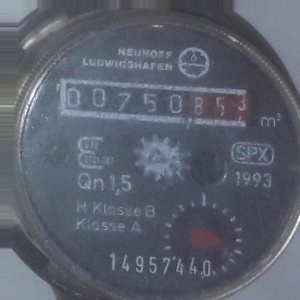 NEUHOFF
LUDWIGSHAFEN
00750853
m³
SPX
Qn 1,5
1993
H Klasse B
Klasse A
14957440